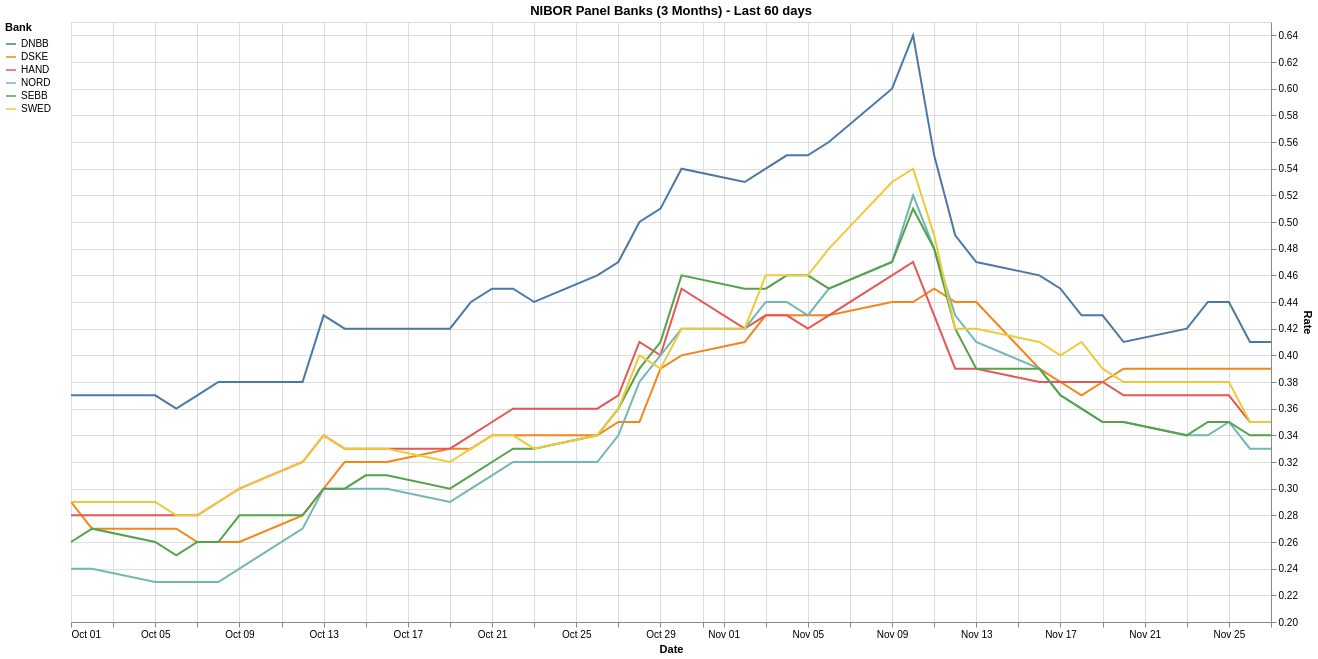 NIBOR Panel Banks (3 Months) - Last 60 days
Bank
DNBB
DSKE
HAND
NORD
SEBB
SWED
0.64
0.62
0.60
0.58
0.56
0.54
0.52
0.50
0.48
0.46
0.44
0.42
0.40
0.38
0.36
0.34
0.32
0.30
0.28
0.26
0.24
0.22
0.20
Rate
Oct 01 Oct 05 Oct 09 Oct 13 Oct 17 Oct 21 Oct 25 Oct 29 Nov 01 Nov 05 Nov 09 Nov 13 Nov 17 Nov 21 Nov 25
Date